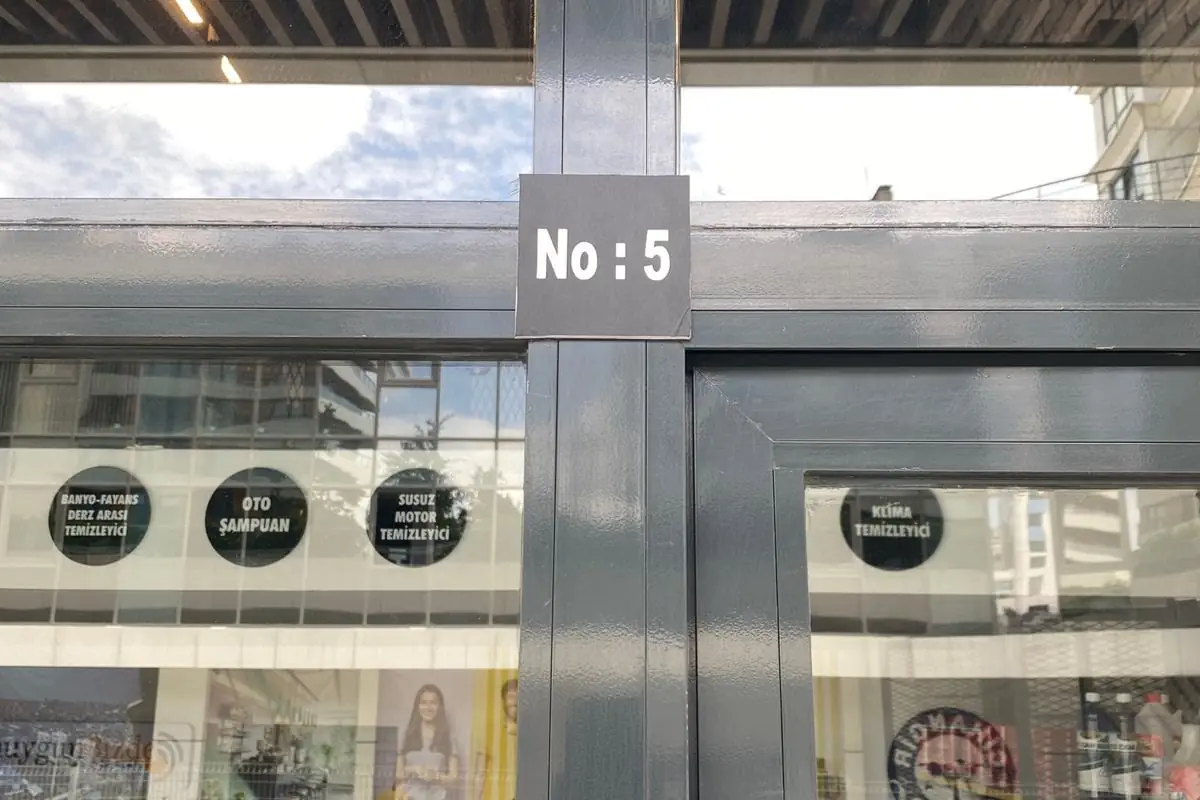 No : 5
BANYO-FAYANS
DERZ ARASI
TEMİZLEYİCİ
OTO
ŞAMPUAN
SUSUZ
MOTOR
TEMİZLEYİCİ
KLİMA
TEMİZLEYİCİ